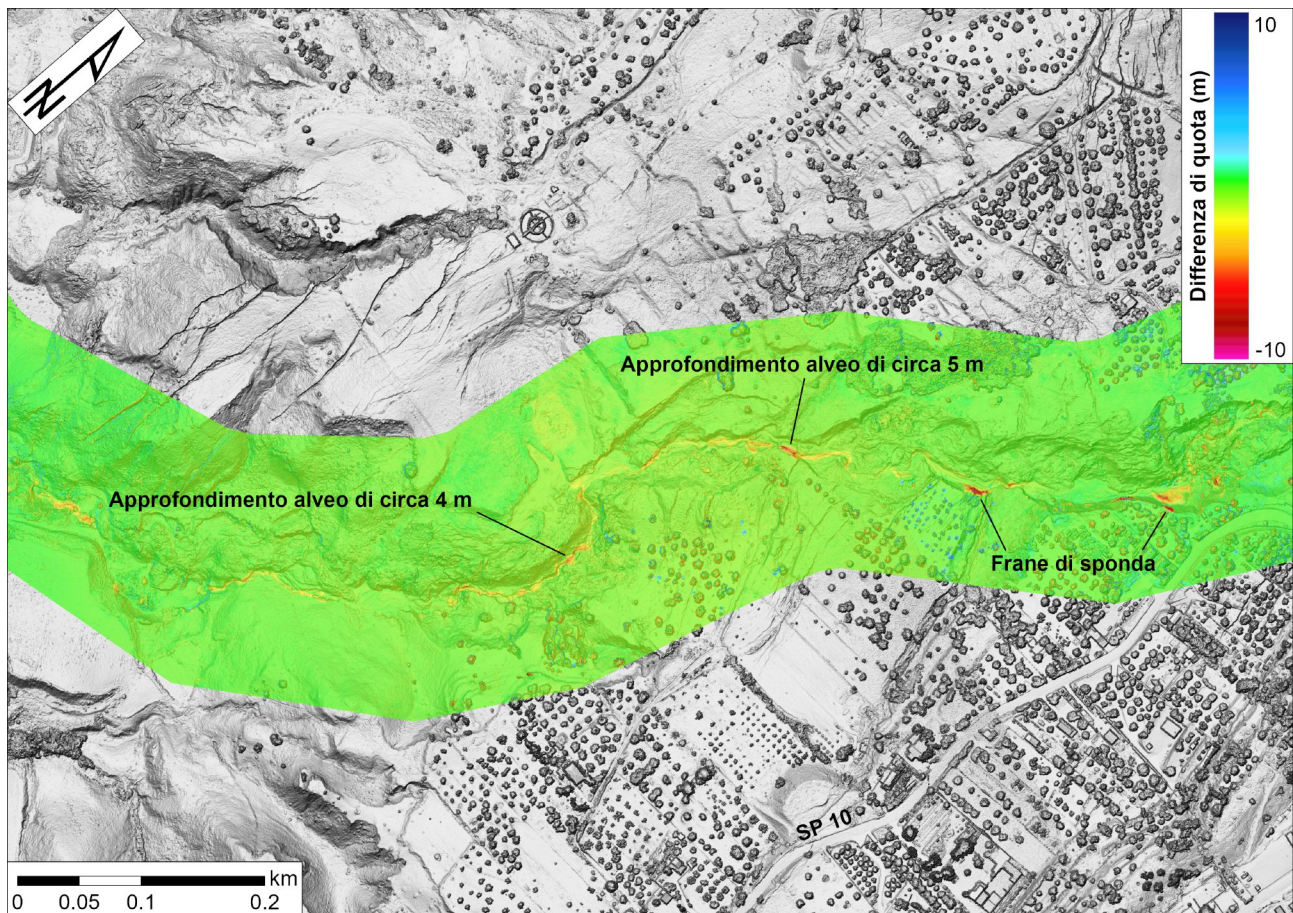 N
10
Differenza di quota (m)
-10
Approfondimento alveo di circa 5 m
Approfondimento alveo di circa 4 m
Frane di sponda
SP 10
km
0 0.05 0.1 0.2